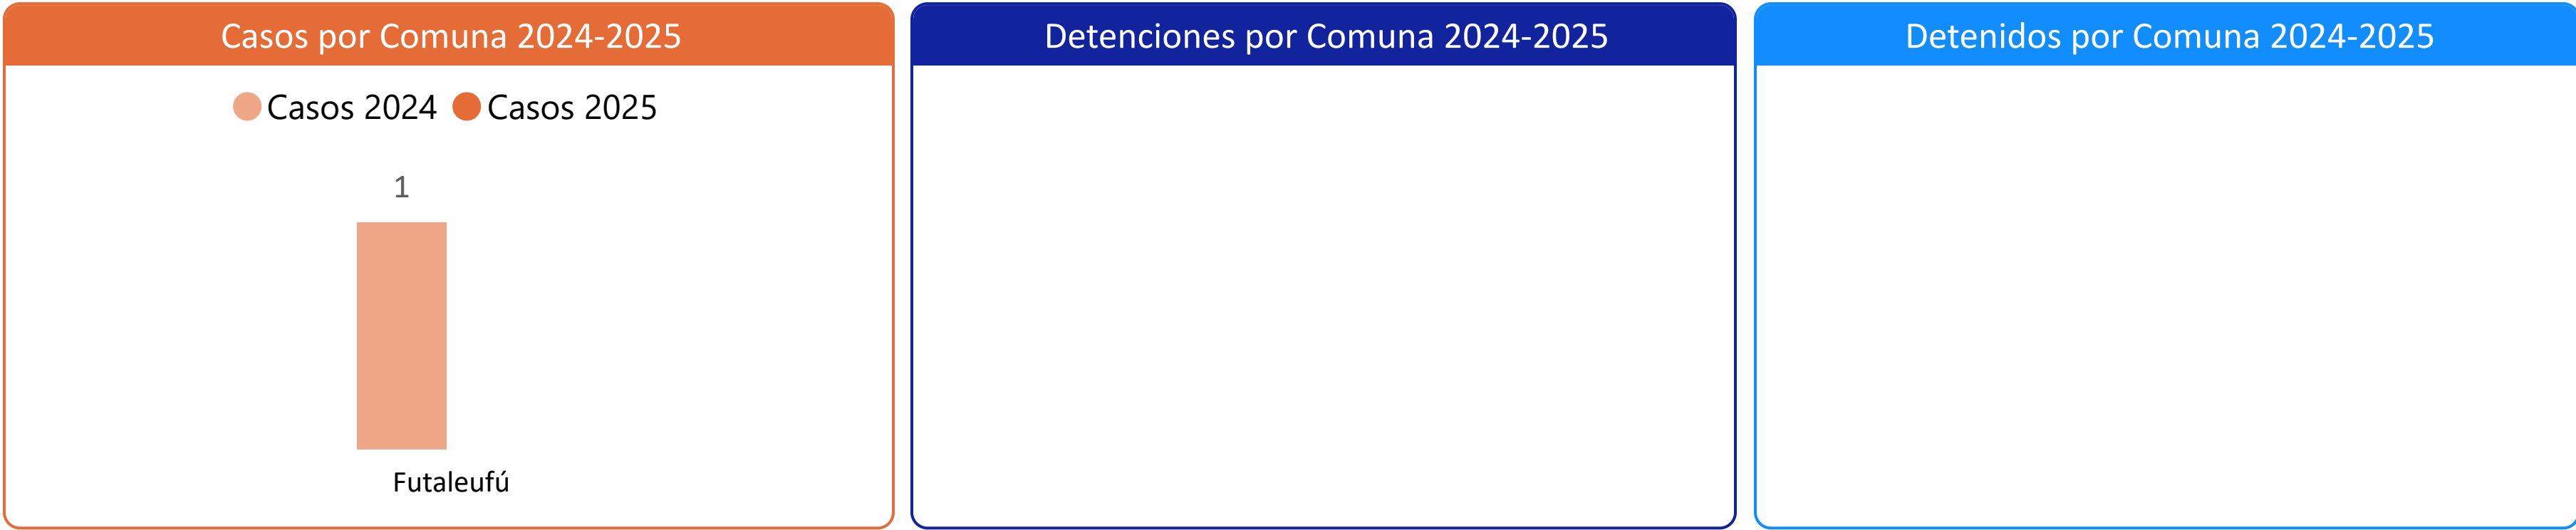 Casos por Comuna 2024-2025
Casos 2024 Casos 2025
1
Futaleufú
Detenciones por Comuna 2024-2025
Detenidos por Comuna 2024-2025